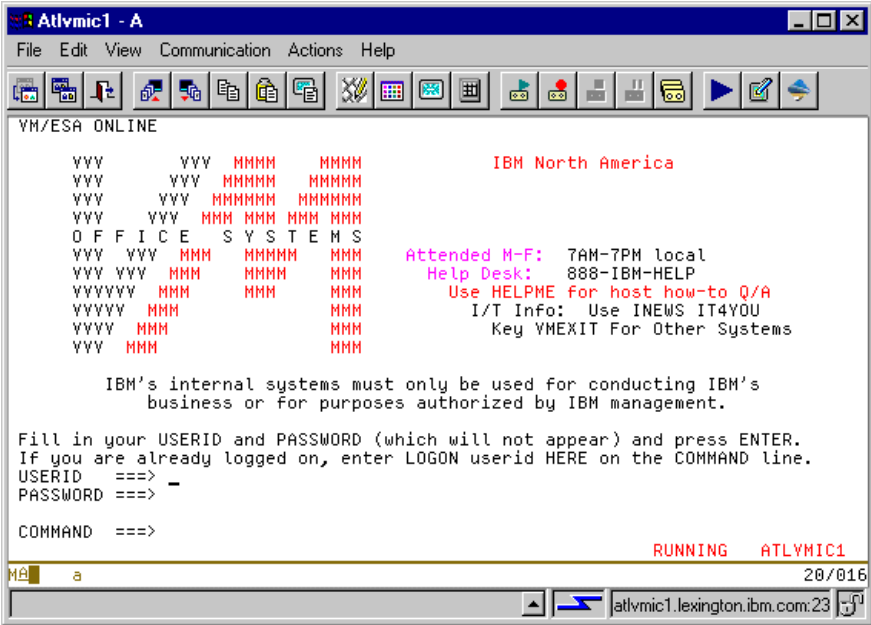 Atlvmic1 - A
File Edit View Communication Actions Help
VM/ESA ONLINE
VVV VVV MMMM MMMM IBM North America
VVV VVV MMMMM MMMMM
VVV VVV MMMMMM MMMMMM
VVV VVV MMM MMM MMM MMM
O F F I C E S Y S T E M S
VVV VVV MMM MMMMM MMM Attended M-F: 7AM-7PM local
VVV VVV MMM MMMM MMM Help Desk: 888-IBM-HELP
VVVVVV MMM MMM MMM Use HELPME for host how-to Q/A
VVVVV MMM MMM I/T Info: Use INEWS IT4YOU
VVVV MMM MMM Key VMEXIT For Other Systems
VVV MMM MMM
IBM's internal systems must only be used for conducting IBM's
business or for purposes authorized by IBM management.
Fill in your USERID and PASSWORD (which will not appear) and press ENTER.
If you are already logged on, enter LOGON userid HERE on the COMMAND line.
USERID ===> _
PASSWORD ===>
COMMAND ===>
RUNNING ATLVMIC1
MA a 20/016
atlvmic1.lexington.ibm.com:23